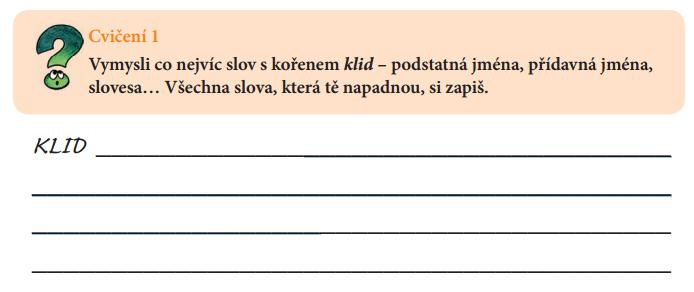 Cvičení 1
Vymysli co nejvíc slov s kořenem klid – podstatná jména, přídavná jména,
slovesa… Všechna slova, která tě napadnou, si zapiš.
KLID